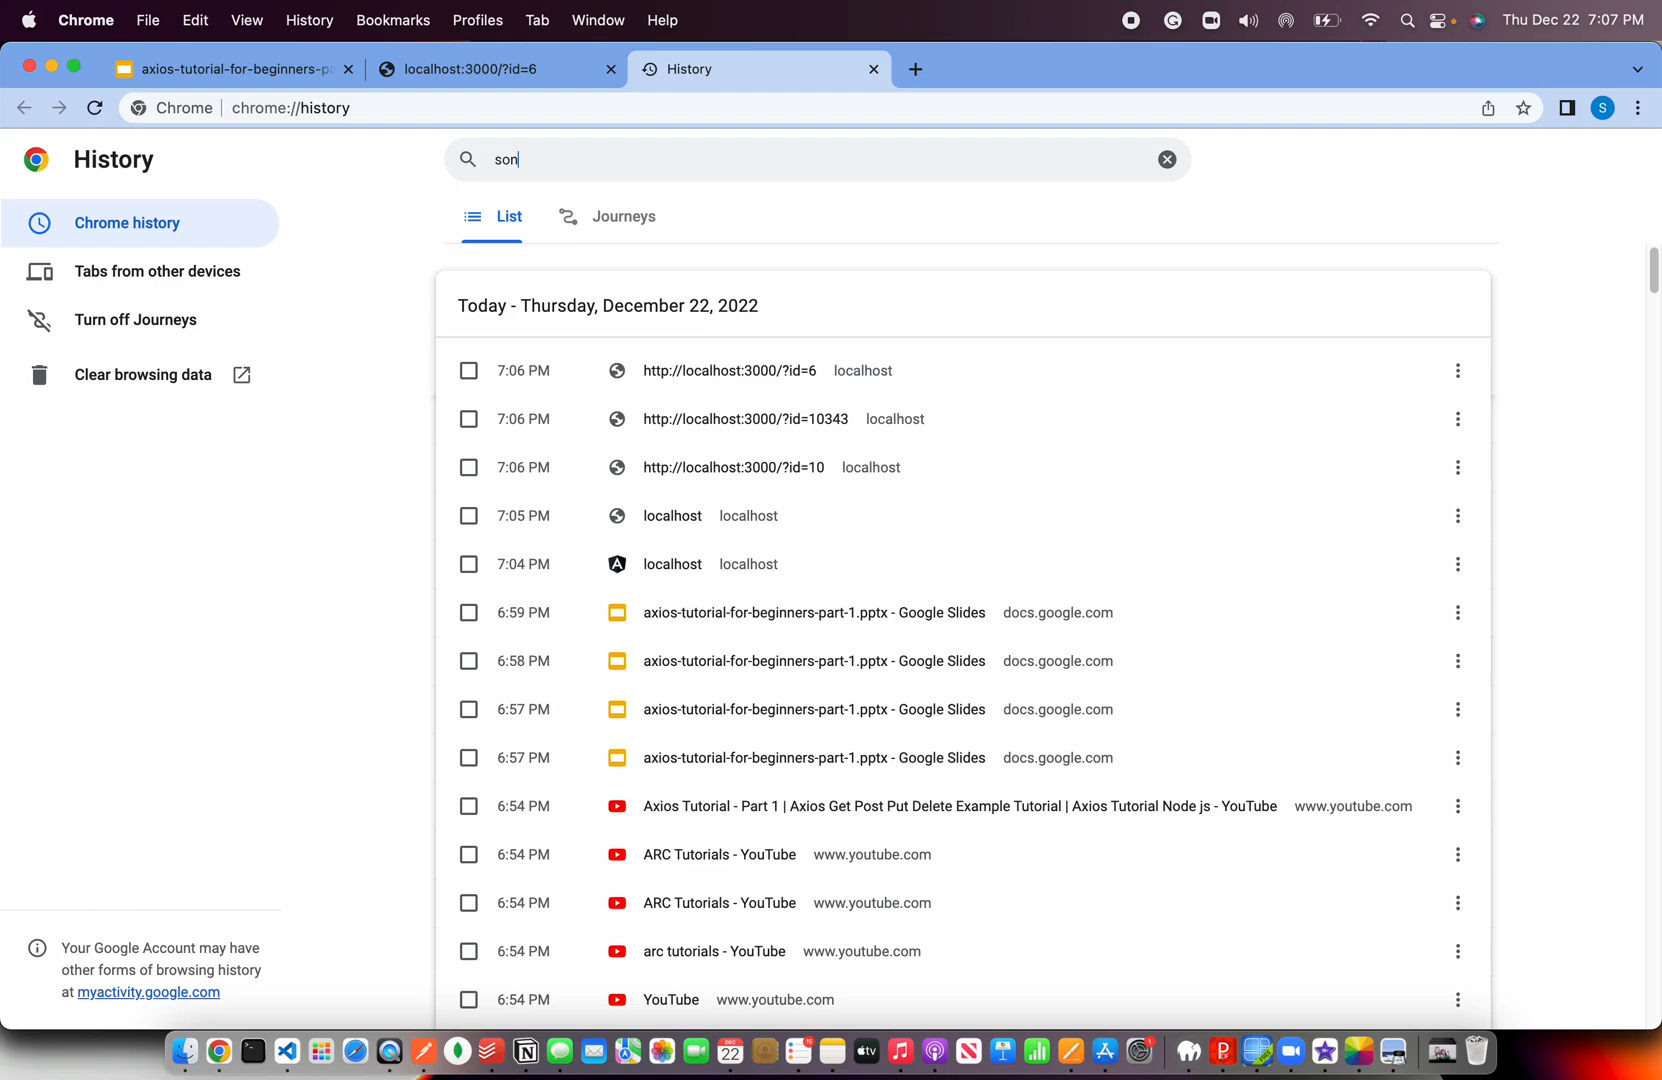 Chrome File Edit View History Bookmarks Profiles Tab Window Help Thu Dec 22 7:07 PM
axios-tutorial-for-beginners-pa localhost:3000/?id=6 History
Chrome chrome://history S
History son
Chrome history List Journeys
Tabs from other devices
Turn off Journeys
Clear browsing data
Today - Thursday, December 22, 2022
7:06 PM http://localhost:3000/?id=6 localhost
7:06 PM http://localhost:3000/?id=10343 localhost
7:06 PM http://localhost:3000/?id=10 localhost
7:05 PM localhost localhost
7:04 PM localhost localhost
6:59 PM axios-tutorial-for-beginners-part-1.pptx - Google Slides docs.google.com
6:58 PM axios-tutorial-for-beginners-part-1.pptx - Google Slides docs.google.com
6:57 PM axios-tutorial-for-beginners-part-1.pptx - Google Slides docs.google.com
6:57 PM axios-tutorial-for-beginners-part-1.pptx - Google Slides docs.google.com
6:54 PM Axios Tutorial - Part 1 | Axios Get Post Put Delete Example Tutorial | Axios Tutorial Node js - YouTube www.youtube.com
6:54 PM ARC Tutorials - YouTube www.youtube.com
6:54 PM ARC Tutorials - YouTube www.youtube.com
6:54 PM arc tutorials - YouTube www.youtube.com
6:54 PM YouTube www.youtube.com
Your Google Account may have
other forms of browsing history
at myactivity.google.com
DEC
22
tv